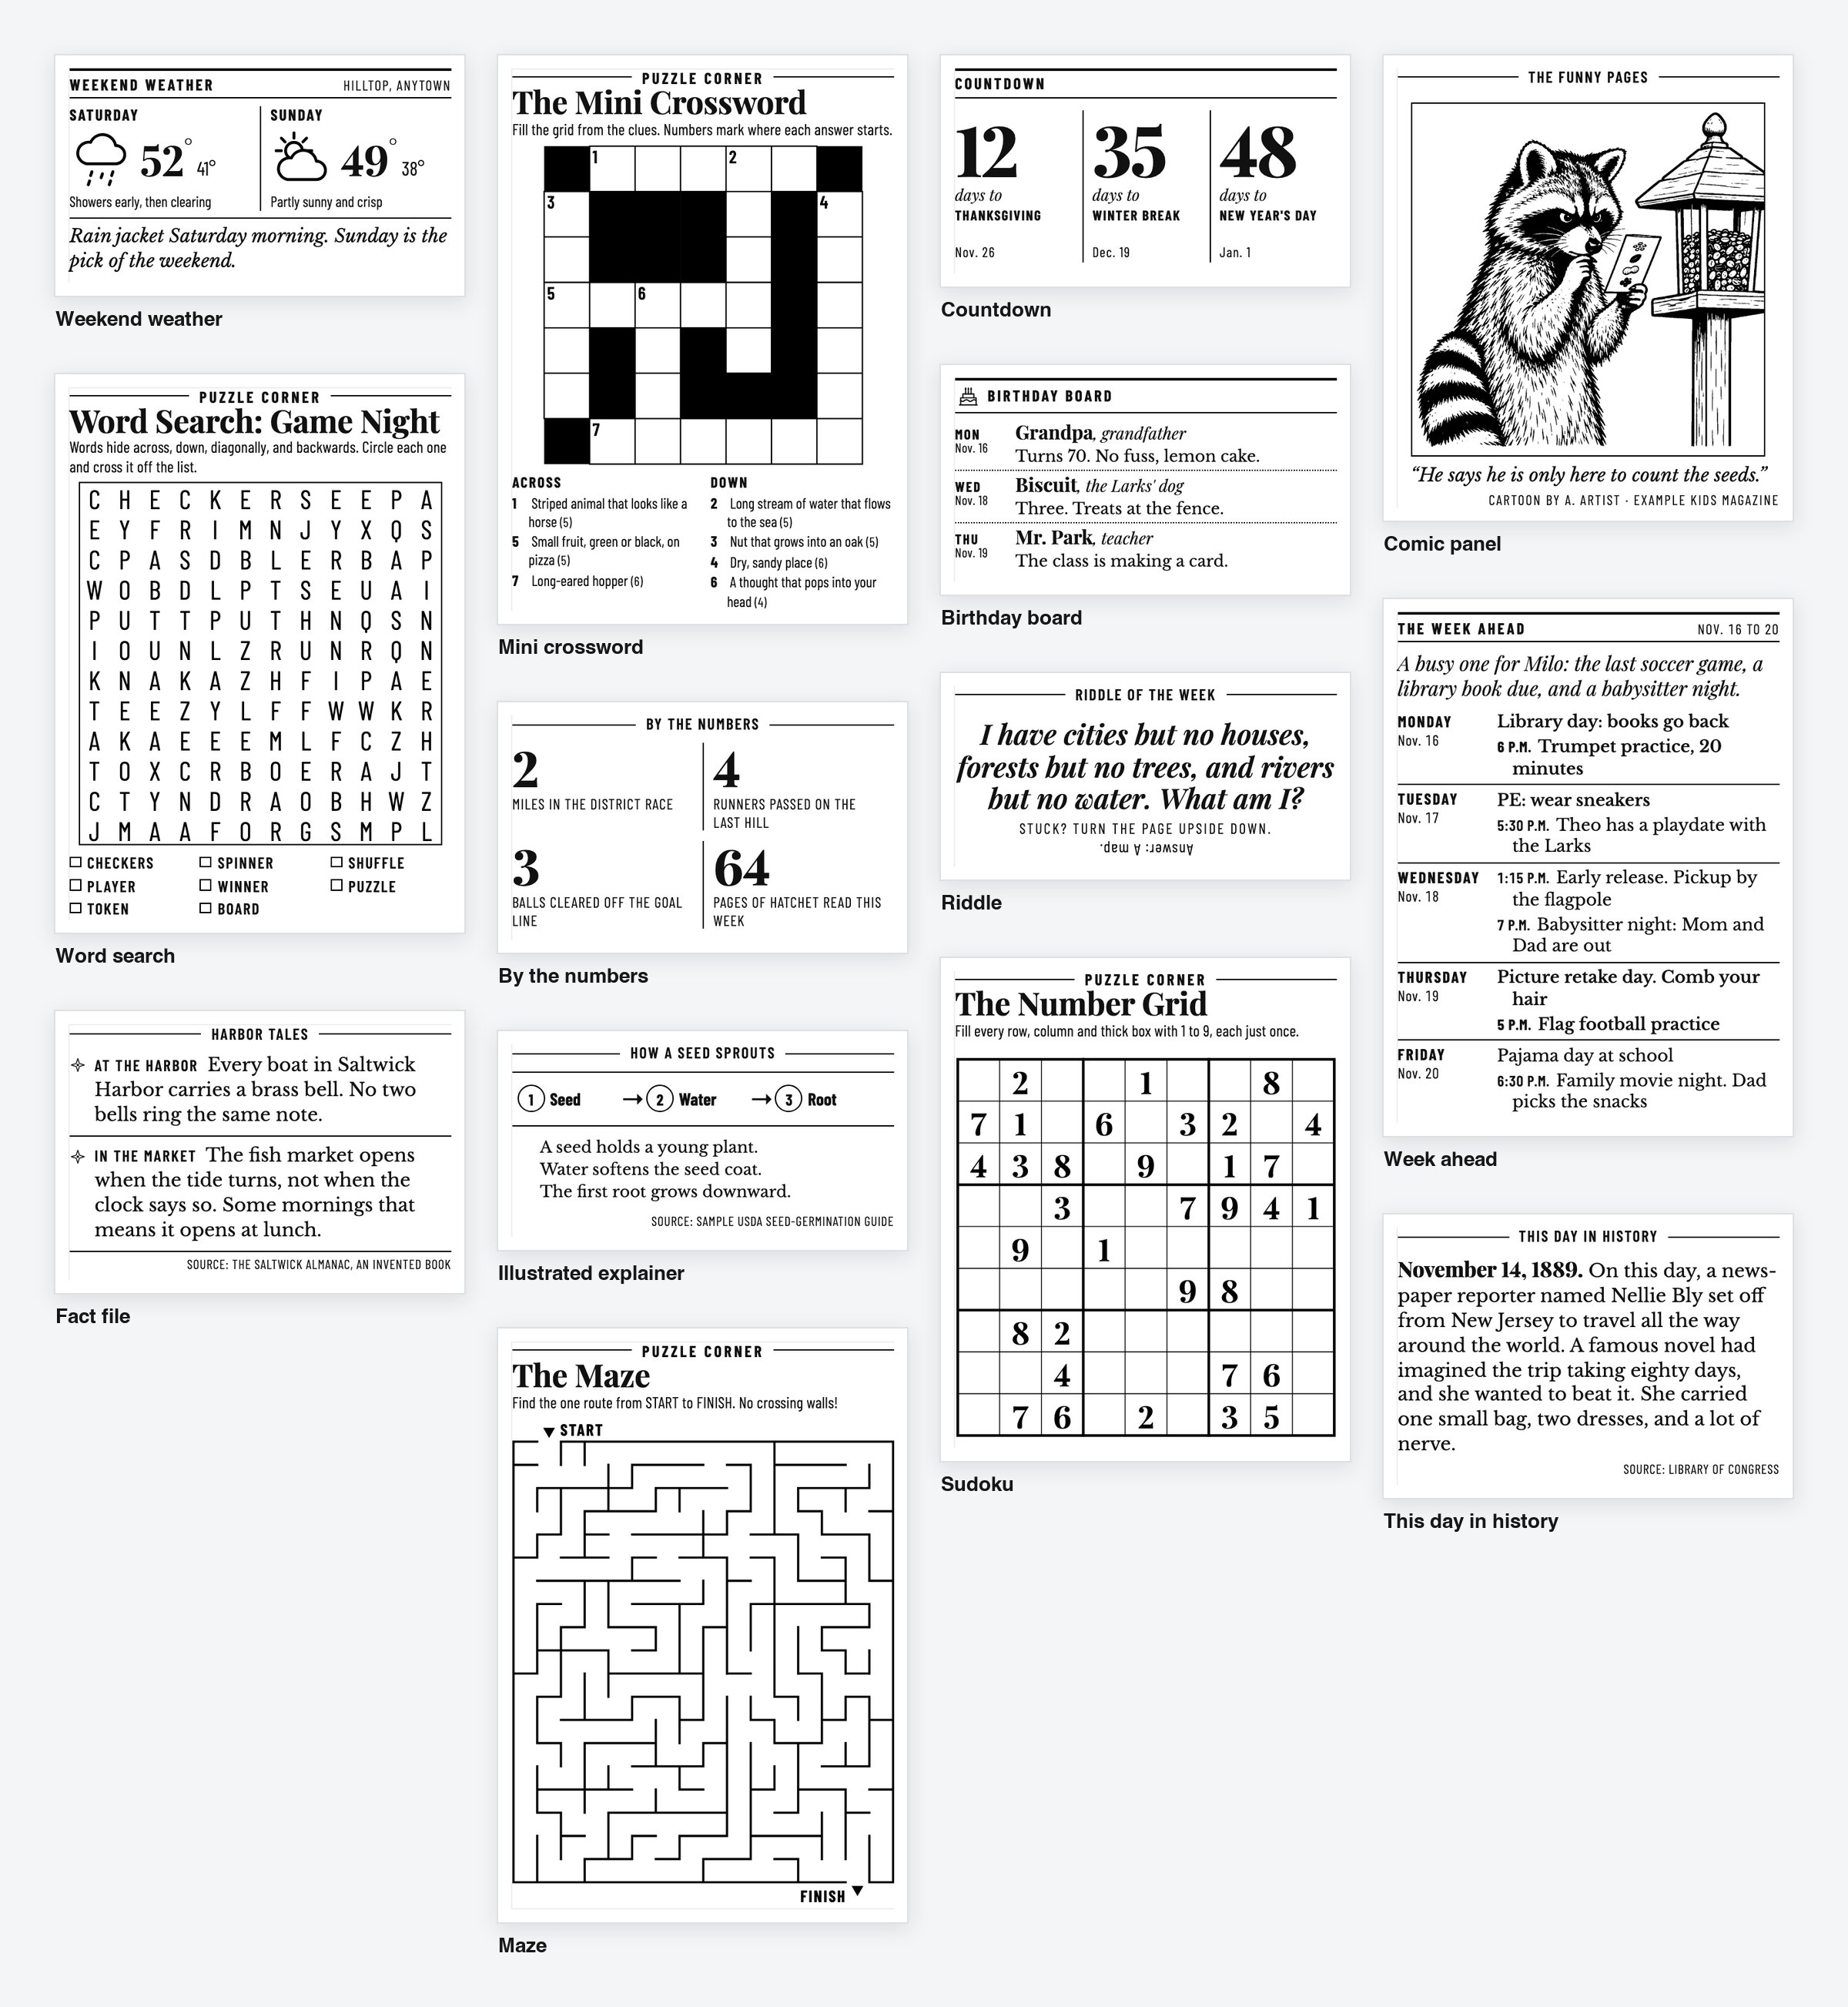 WEEKEND WEATHER
HILLTOP, ANYTOWN
SATURDAY
52° 41°
Showers early, then clearing
SUNDAY
49° 38°
Partly sunny and crisp
Rain jacket Saturday morning. Sunday is the
pick of the weekend.
Weekend weather
PUZZLE CORNER
Word Search: Game Night
Words hide across, down, diagonally, and backwards. Circle each one
and cross it off the list.
C H E C K E R S E E P A
E Y F R I M N J Y X Q S
C P A S D B L E R B A P
W O B D L P T S E U A I
P U T T P U T H N Q S N
I O U N L Z R U N R Q N
K N A K A Z H F I P A E
T E E Z Y L F F W W K R
A K A E E E M L F C Z H
T O X C R B O E R A J T
C T Y N D R A O B H W Z
J M A A F O R G S M P L
CHECKERS
SPINNER
SHUFFLE
PLAYER
WINNER
PUZZLE
TOKEN
BOARD
Word search
HARBOR TALES
AT THE HARBOR Every boat in Saltwick
Harbor carries a brass bell. No two
bells ring the same note.
IN THE MARKET The fish market opens
when the tide turns, not when the
clock says so. Some mornings that
means it opens at lunch.
SOURCE: THE SALTWICK ALMANAC, AN INVENTED BOOK
Fact file
PUZZLE CORNER
The Mini Crossword
Fill the grid from the clues. Numbers mark where each answer starts.
1 2
3 4
5 6
7
ACROSS
1 Striped animal that looks like a
horse (5)
5 Small fruit, green or black, on
pizza (5)
7 Long-eared hopper (6)
DOWN
2 Long stream of water that flows
to the sea (5)
3 Nut that grows into an oak (5)
4 Dry, sandy place (6)
6 A thought that pops into your
head (4)
Mini crossword
BY THE NUMBERS
2
MILES IN THE DISTRICT RACE
4
RUNNERS PASSED ON THE
LAST HILL
3
BALLS CLEARED OFF THE GOAL
LINE
64
PAGES OF HATCHET READ THIS
WEEK
By the numbers
HOW A SEED SPROUTS
1 Seed → 2 Water → 3 Root
A seed holds a young plant.
Water softens the seed coat.
The first root grows downward.
SOURCE: SAMPLE USDA SEED-GERMINATION GUIDE
Illustrated explainer
PUZZLE CORNER
The Maze
Find the one route from START to FINISH. No crossing walls!
START
FINISH
Maze
COUNTDOWN
12
days to
THANKSGIVING
Nov. 26
35
days to
WINTER BREAK
Dec. 19
48
days to
NEW YEAR'S DAY
Jan. 1
Countdown
BIRTHDAY BOARD
MON
Nov. 16
Grandpa, grandfather
Turns 70. No fuss, lemon cake.
WED
Nov. 18
Biscuit, the Larks' dog
Three. Treats at the fence.
THU
Nov. 19
Mr. Park, teacher
The class is making a card.
Birthday board
RIDDLE OF THE WEEK
I have cities but no houses,
forests but no trees, and rivers
but no water. What am I?
STUCK? TURN THE PAGE UPSIDE DOWN.
Answer: A map.
Riddle
PUZZLE CORNER
The Number Grid
Fill every row, column and thick box with 1 to 9, each just once.
2 1 8
7 1 6 3 2 4
4 3 8 9 1 7
3 7 9 4 1
9 1
9 8
8 2
4 7 6
7 6 2 3 5
Sudoku
THE FUNNY PAGES
“He says he is only here to count the seeds.”
CARTOON BY A. ARTIST · EXAMPLE KIDS MAGAZINE
Comic panel
THE WEEK AHEAD
NOV. 16 TO 20
A busy one for Milo: the last soccer game, a
library book due, and a babysitter night.
MONDAY
Nov. 16
Library day: books go back
6 P.M. Trumpet practice, 20
minutes
TUESDAY
Nov. 17
PE: wear sneakers
5:30 P.M. Theo has a playdate with
the Larks
WEDNESDAY
Nov. 18
1:15 P.M. Early release. Pickup by
the flagpole
7 P.M. Babysitter night: Mom and
Dad are out
THURSDAY
Nov. 19
Picture retake day. Comb your
hair
5 P.M. Flag football practice
FRIDAY
Nov. 20
Pajama day at school
6:30 P.M. Family movie night. Dad
picks the snacks
Week ahead
THIS DAY IN HISTORY
November 14, 1889. On this day, a news-
paper reporter named Nellie Bly set off
from New Jersey to travel all the way
around the world. A famous novel had
imagined the trip taking eighty days,
and she wanted to beat it. She carried
one small bag, two dresses, and a lot of
nerve.
SOURCE: LIBRARY OF CONGRESS
This day in history